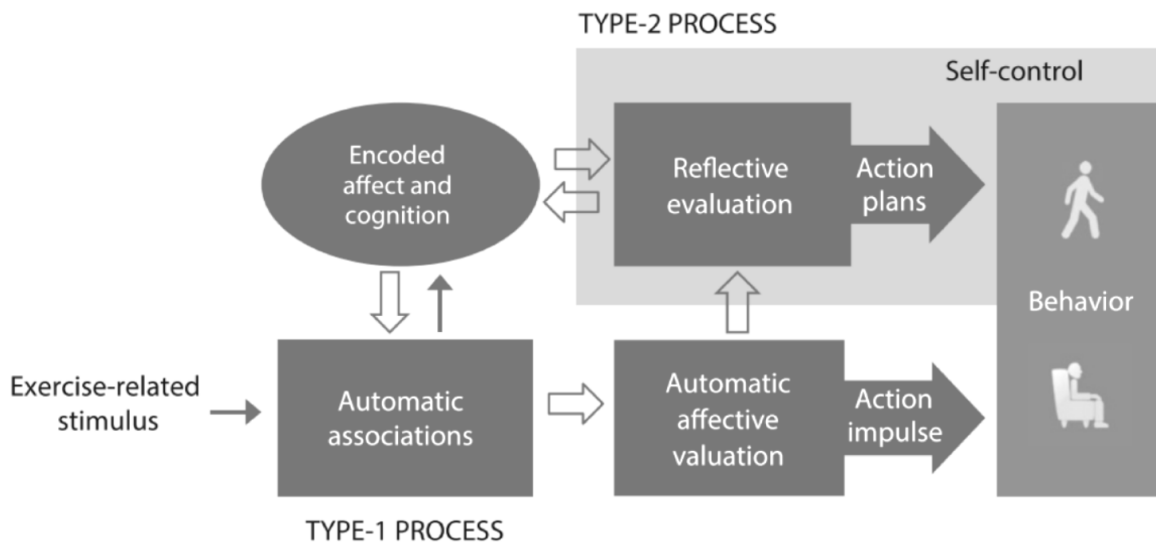 TYPE-2 PROCESS
Self-control
Encoded
affect and
cognition
Reflective
evaluation
Action
plans
Behavior
Exercise-related
stimulus
Automatic
associations
Automatic
affective
valuation
Action
impulse
TYPE-1 PROCESS